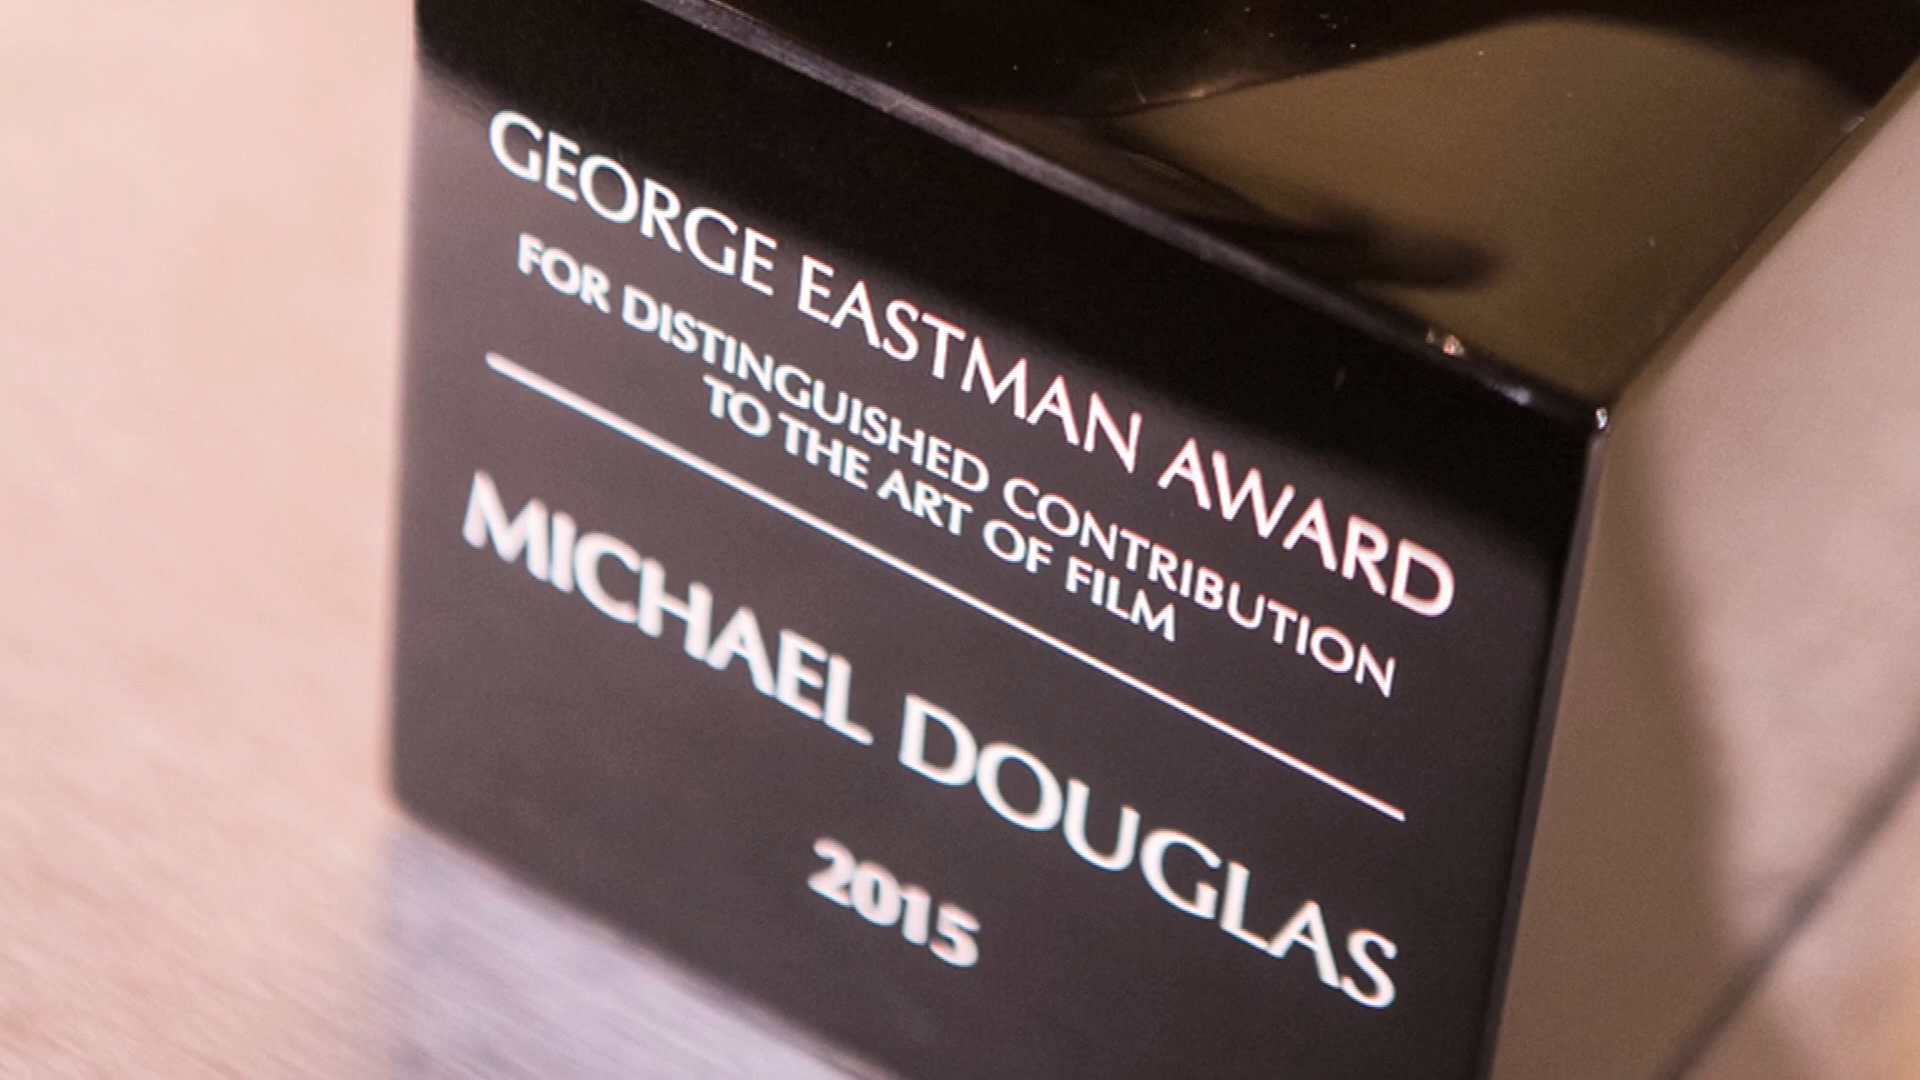 GEORGE EASTMAN AWARD
FOR DISTINGUISHED CONTRIBUTION
TO THE ART OF FILM
MICHAEL DOUGLAS
2015